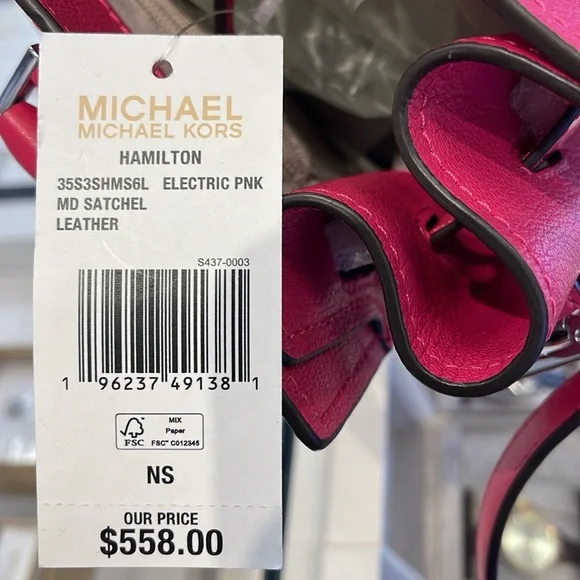 MICHAEL
MICHAEL KORS
HAMILTON
35S3SHMS6L ELECTRIC PNK
MD SATCHEL
LEATHER
S437-0003
1 96237 49138 1
FSC
MIX
Paper
FSC™ C012345
NS
OUR PRICE
$558.00